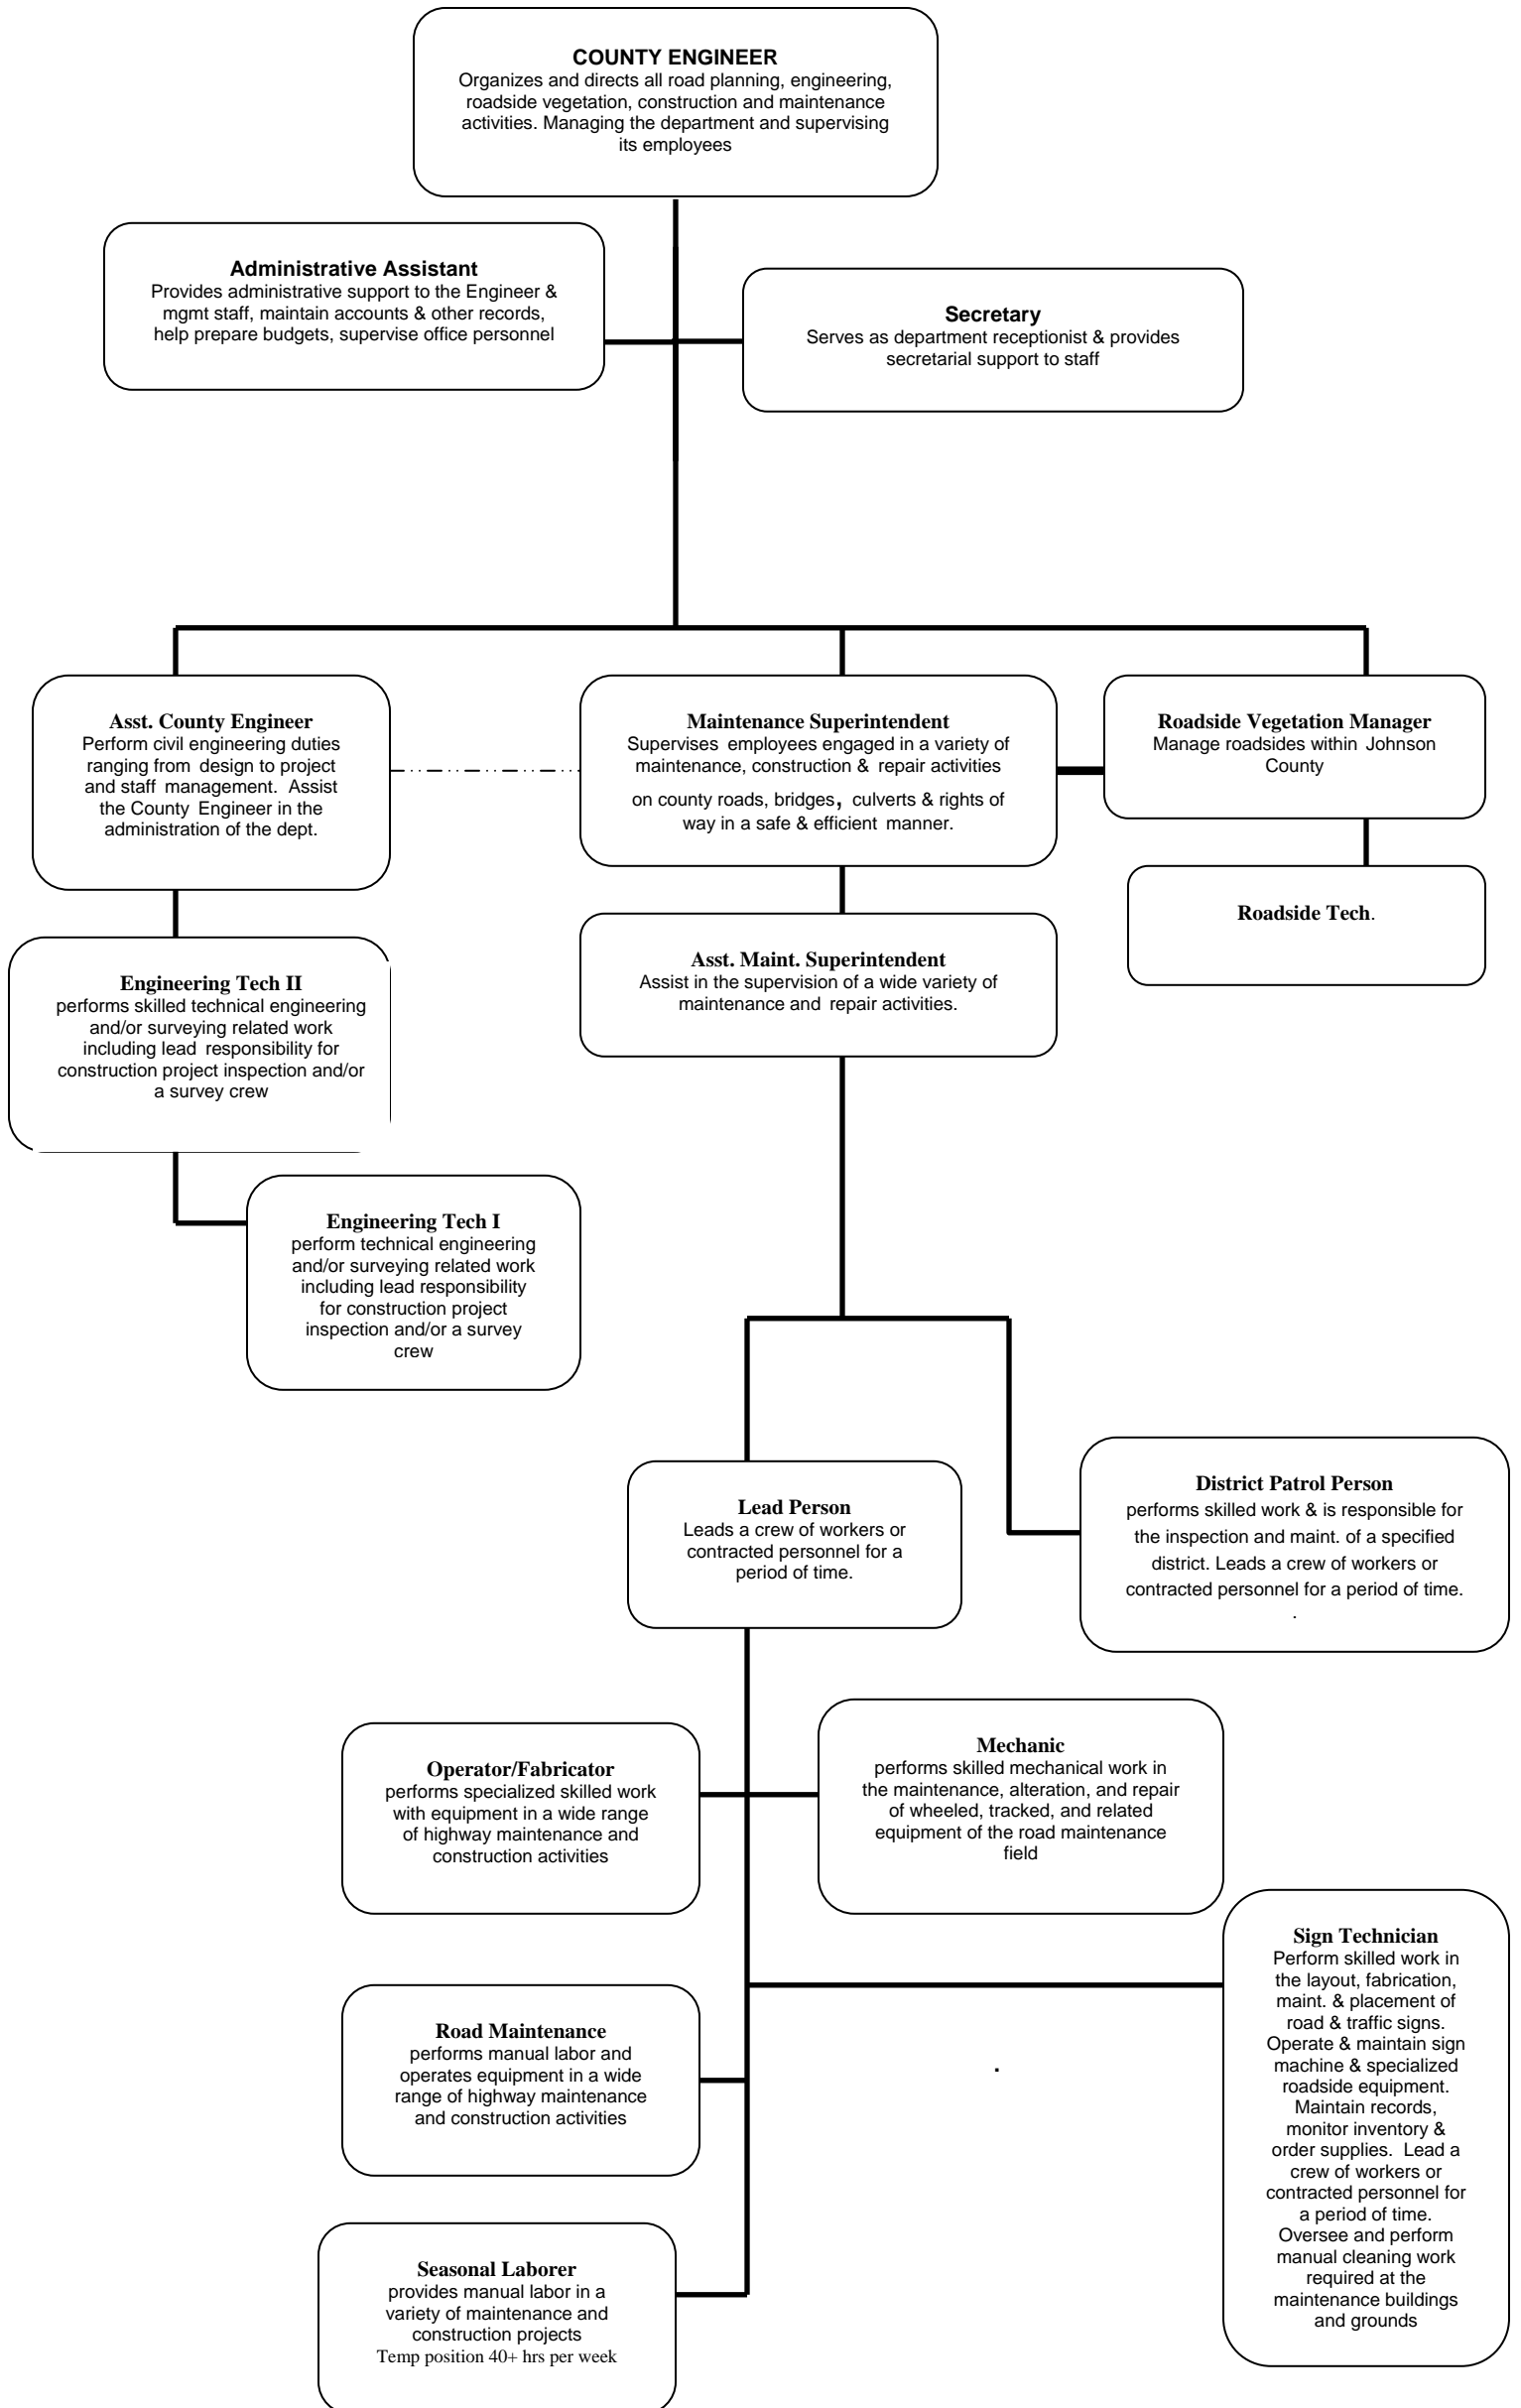 COUNTY ENGINEER
Organizes and directs all road planning, engineering,
roadside vegetation, construction and maintenance
activities. Managing the department and supervising
its employees
Administrative Assistant
Provides administrative support to the Engineer &
mgmt staff, maintain accounts & other records,
help prepare budgets, supervise office personnel
Secretary
Serves as department receptionist & provides
secretarial support to staff
Asst. County Engineer
Perform civil engineering duties
ranging from design to project
and staff management. Assist
the County Engineer in the
administration of the dept.
Maintenance Superintendent
Supervises employees engaged in a variety of
maintenance, construction & repair activities
on county roads, bridges, culverts & rights of
way in a safe & efficient manner.
Roadside Vegetation Manager
Manage roadsides within Johnson
County
Roadside Tech.
Asst. Maint. Superintendent
Assist in the supervision of a wide variety of
maintenance and repair activities.
Engineering Tech II
performs skilled technical engineering
and/or surveying related work
including lead responsibility for
construction project inspection and/or
a survey crew
Engineering Tech I
perform technical engineering
and/or surveying related work
including lead responsibility
for construction project
inspection and/or a survey
crew
Lead Person
Leads a crew of workers or
contracted personnel for a
period of time.
District Patrol Person
performs skilled work & is responsible for
the inspection and maint. of a specified
district. Leads a crew of workers or
contracted personnel for a period of time.
.
Operator/Fabricator
performs specialized skilled work
with equipment in a wide range
of highway maintenance and
construction activities
Mechanic
performs skilled mechanical work in
the maintenance, alteration, and repair
of wheeled, tracked, and related
equipment of the road maintenance
field
Sign Technician
Perform skilled work in
the layout, fabrication,
maint. & placement of
road & traffic signs.
Operate & maintain sign
machine & specialized
roadside equipment.
Maintain records,
monitor inventory &
order supplies. Lead a
crew of workers or
contracted personnel for
a period of time.
Oversee and perform
manual cleaning work
required at the
maintenance buildings
and grounds
Road Maintenance
performs manual labor and
operates equipment in a wide
range of highway maintenance
and construction activities
.
Seasonal Laborer
provides manual labor in a
variety of maintenance and
construction projects
Temp position 40+ hrs per week